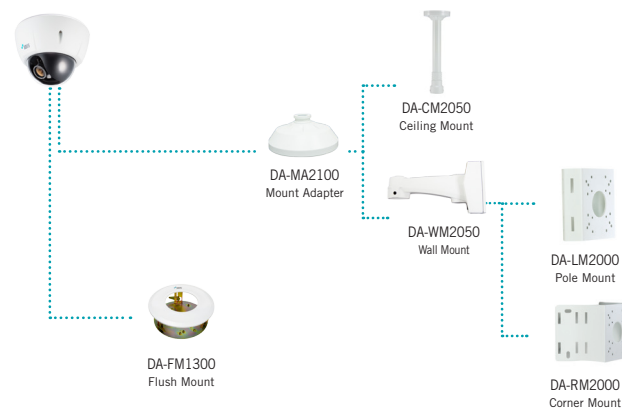 DA-CM2050
Ceiling Mount
DA-MA2100
Mount Adapter
DA-WM2050
Wall Mount
DA-LM2000
Pole Mount
DA-FM1300
Flush Mount
DA-RM2000
Corner Mount